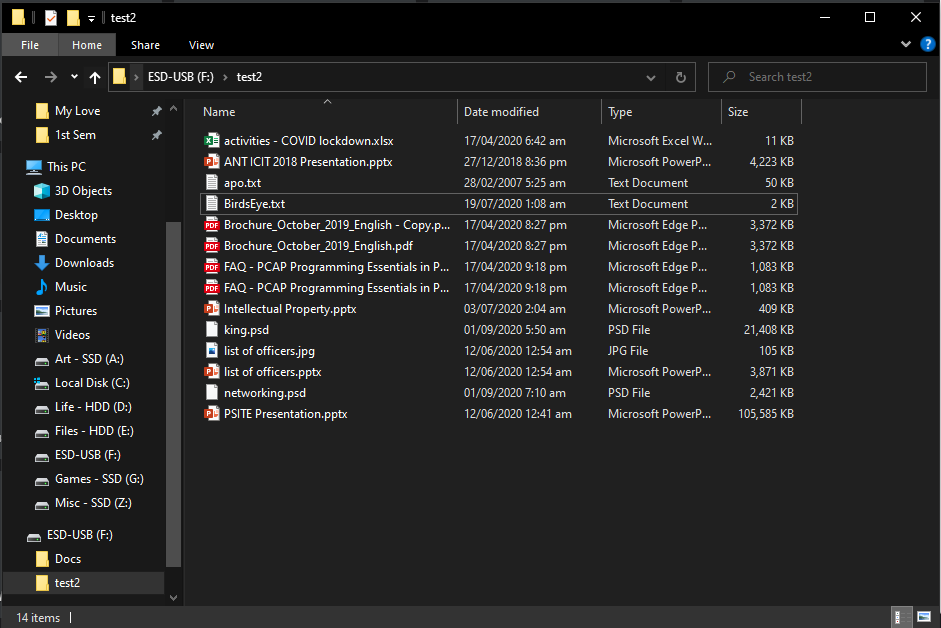 test2
File Home Share View
ESD-USB (F:) > test2
Search test2
My Love
1st Sem
This PC
3D Objects
Desktop
Documents
Downloads
Music
Pictures
Videos
Art - SSD (A:)
Local Disk (C:)
Life - HDD (D:)
Files - HDD (E:)
ESD-USB (F:)
Games - SSD (G:)
Misc - SSD (Z:)
ESD-USB (F:)
Docs
test2
Name Date modified Type Size
activities - COVID lockdown.xlsx 17/04/2020 6:42 am Microsoft Excel W... 11 KB
ANT ICIT 2018 Presentation.pptx 27/12/2018 8:36 pm Microsoft PowerP... 4,223 KB
apo.txt 28/02/2007 5:25 am Text Document 50 KB
BirdsEye.txt 19/07/2020 1:08 am Text Document 2 KB
Brochure_October_2019_English - Copy.p... 17/04/2020 8:27 pm Microsoft Edge P... 3,372 KB
Brochure_October_2019_English.pdf 17/04/2020 8:27 pm Microsoft Edge P... 3,372 KB
FAQ - PCAP Programming Essentials in P... 17/04/2020 9:18 pm Microsoft Edge P... 1,083 KB
FAQ - PCAP Programming Essentials in P... 17/04/2020 9:18 pm Microsoft Edge P... 1,083 KB
Intellectual Property.pptx 03/07/2020 2:04 am Microsoft PowerP... 409 KB
king.psd 01/09/2020 5:50 am PSD File 21,408 KB
list of officers.jpg 12/06/2020 12:54 am JPG File 105 KB
list of officers.pptx 12/06/2020 12:54 am Microsoft PowerP... 3,871 KB
networking.psd 01/09/2020 7:10 am PSD File 2,421 KB
PSITE Presentation.pptx 12/06/2020 12:41 am Microsoft PowerP... 105,585 KB
14 items